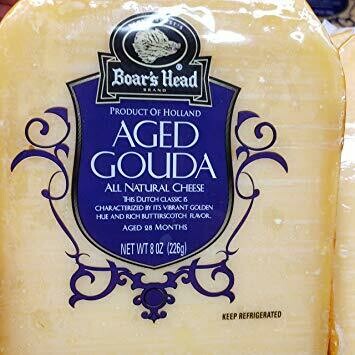 Boar's Head®
BRAND
PRODUCT OF HOLLAND
AGED
GOUDA
ALL NATURAL CHEESE
THIS DUTCH CLASSIC IS
CHARACTERIZED BY ITS VIBRANT GOLDEN
HUE AND RICH BUTTERSCOTCH FLAVOR.
AGED 28 MONTHS
NET WT 8 OZ (226g)
KEEP REFRIGERATED